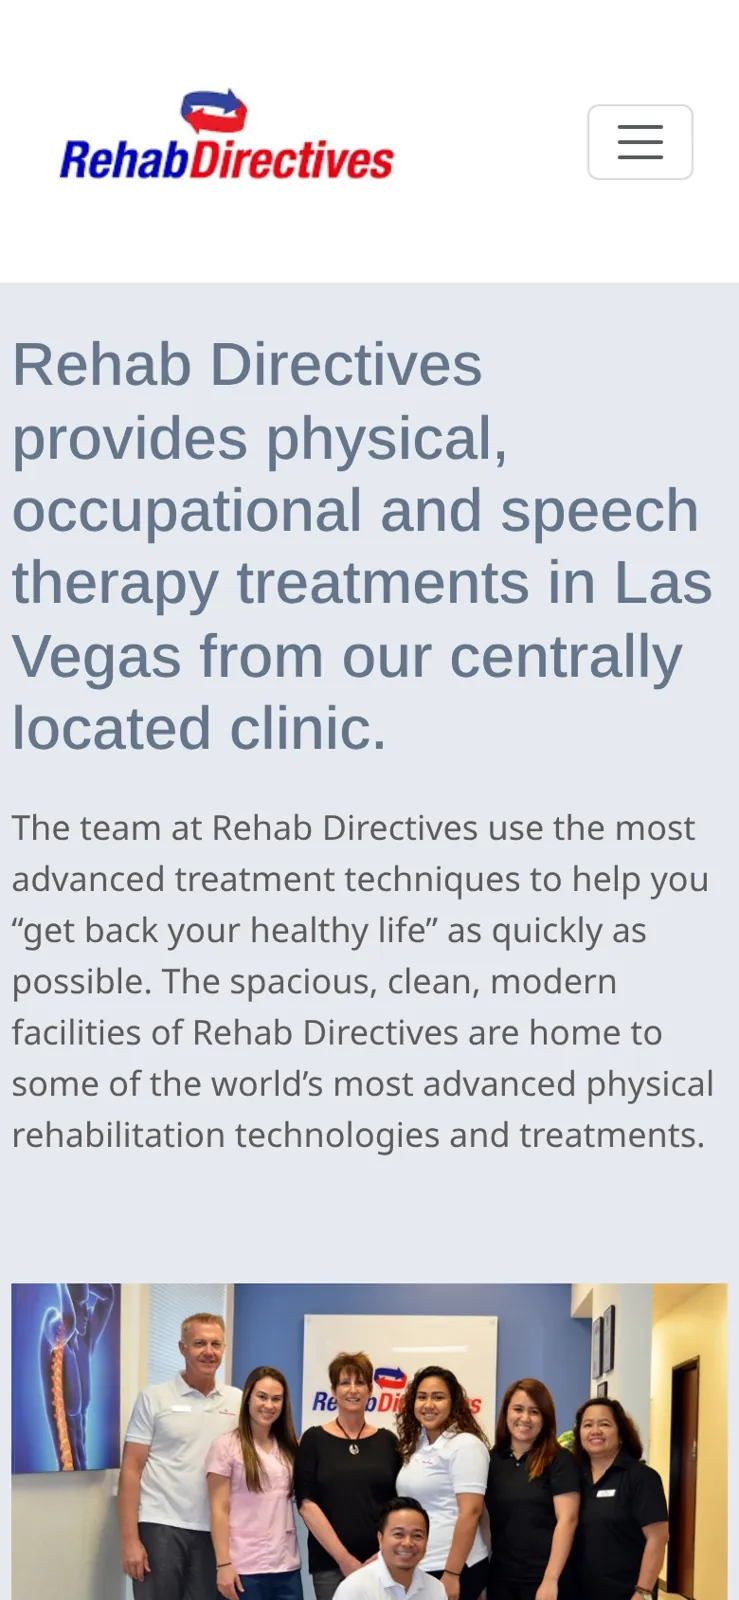 RehabDirectives
Rehab Directives
provides physical,
occupational and speech
therapy treatments in Las
Vegas from our centrally
located clinic.
The team at Rehab Directives use the most
advanced treatment techniques to help you
“get back your healthy life” as quickly as
possible. The spacious, clean, modern
facilities of Rehab Directives are home to
some of the world’s most advanced physical
rehabilitation technologies and treatments.